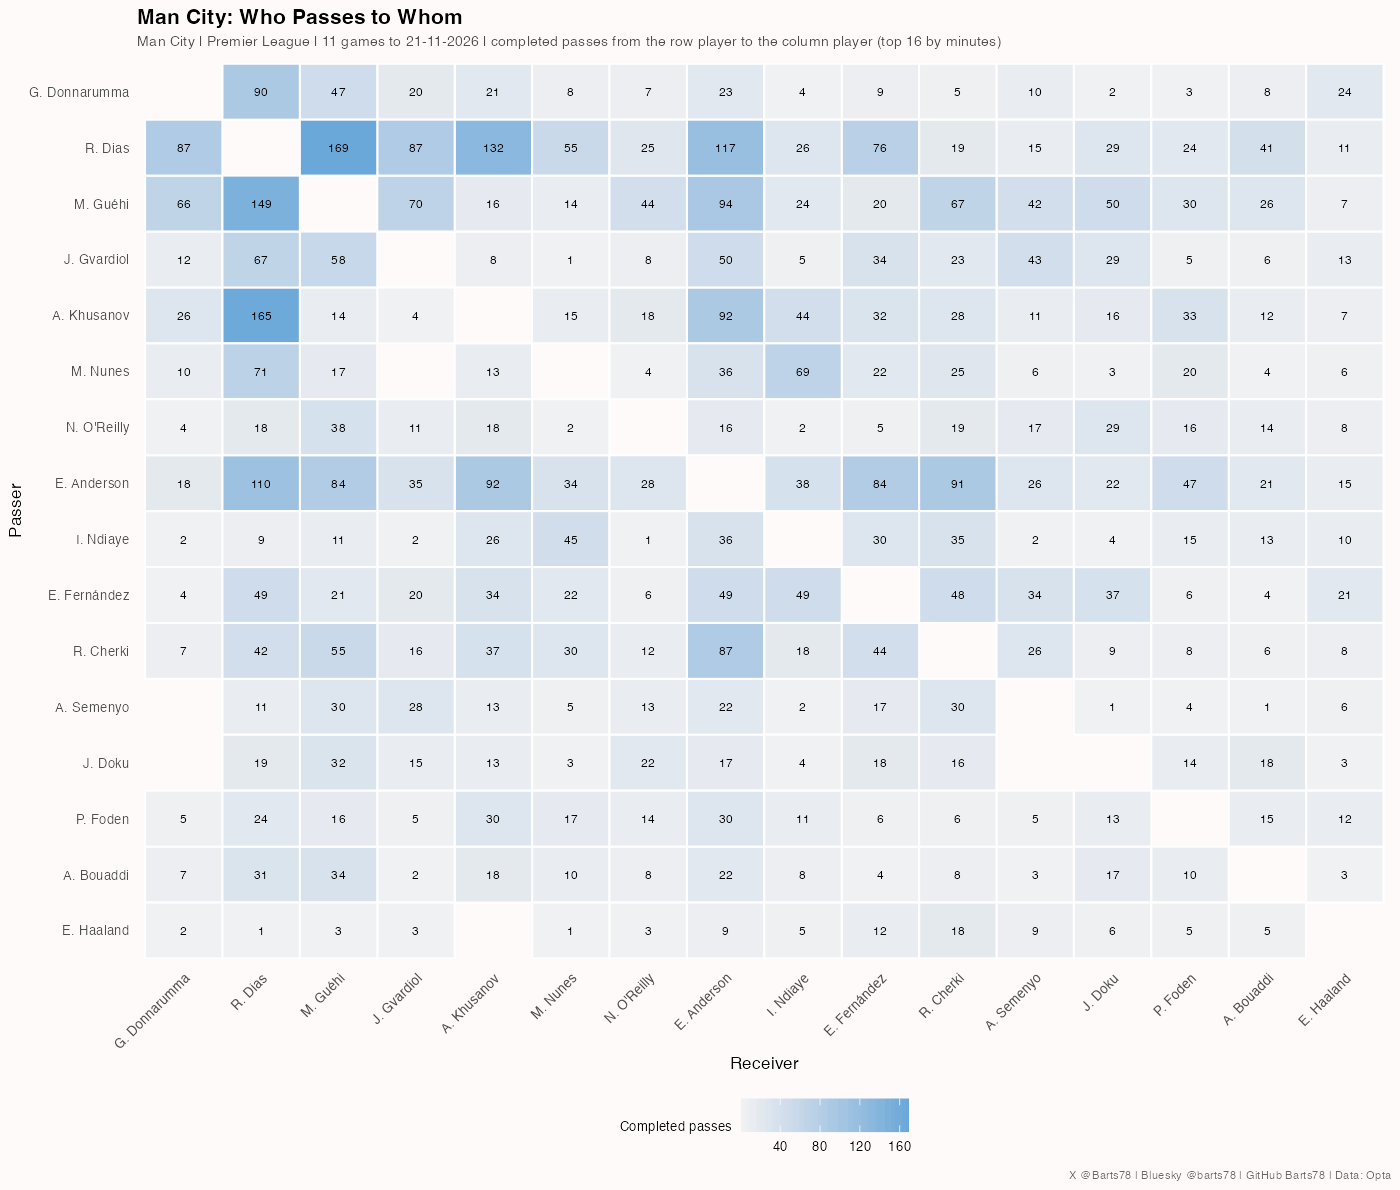 Man City: Who Passes to Whom
Man City | Premier League | 11 games to 21-11-2026 | completed passes from the row player to the column player (top 16 by minutes)
G. Donnarumma 90 47 20 21 8 7 23 4 9 5 10 2 3 8 24
R. Dias 87 169 87 132 55 25 117 26 76 19 15 29 24 41 11
M. Guéhi 66 149 70 16 14 44 94 24 20 67 42 50 30 26 7
J. Gvardiol 12 67 58 8 1 8 50 5 34 23 43 29 5 6 13
A. Khusanov 26 165 14 4 15 18 92 44 32 28 11 16 33 12 7
M. Nunes 10 71 17 13 4 36 69 22 25 6 3 20 4 6
N. O'Reilly 4 18 38 11 18 2 16 2 5 19 17 29 16 14 8
E. Anderson 18 110 84 35 92 34 28 38 84 91 26 22 47 21 15
I. Ndiaye 2 9 11 2 26 45 1 36 30 35 2 4 15 13 10
E. Fernández 4 49 21 20 34 22 6 49 49 48 34 37 6 4 21
R. Cherki 7 42 55 16 37 30 12 87 18 44 26 9 8 6 8
A. Semenyo 11 30 28 13 5 13 22 2 17 30 1 4 1 6
J. Doku 19 32 15 13 3 22 17 4 18 16 14 18 3
P. Foden 5 24 16 5 30 17 14 30 11 6 6 5 13 15 12
A. Bouaddi 7 31 34 2 18 10 8 22 8 4 8 3 17 10 3
E. Haaland 2 1 3 3 1 3 9 5 12 18 9 6 5 5
Passer
G. Donnarumma R. Dias M. Guéhi J. Gvardiol A. Khusanov M. Nunes N. O'Reilly E. Anderson I. Ndiaye E. Fernández R. Cherki A. Semenyo J. Doku P. Foden A. Bouaddi E. Haaland
Receiver
Completed passes
40 80 120 160
X @Barts78 | Bluesky @barts78 | GitHub Barts78 | Data: Opta